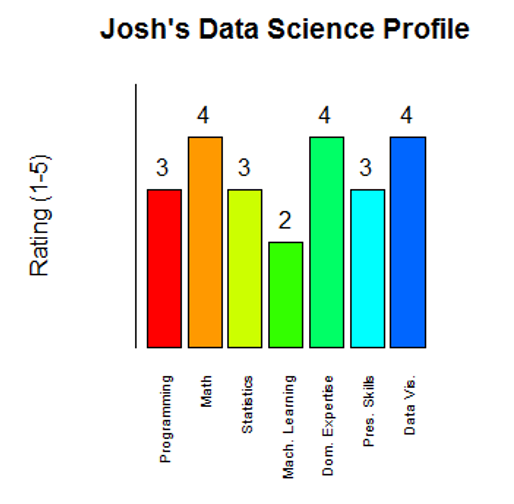 Josh's Data Science Profile
Rating (1-5)
3
4
3
2
4
3
4
Programming
Math
Statistics
Mach. Learning
Dom. Expertise
Pres. Skills
Data Vis.